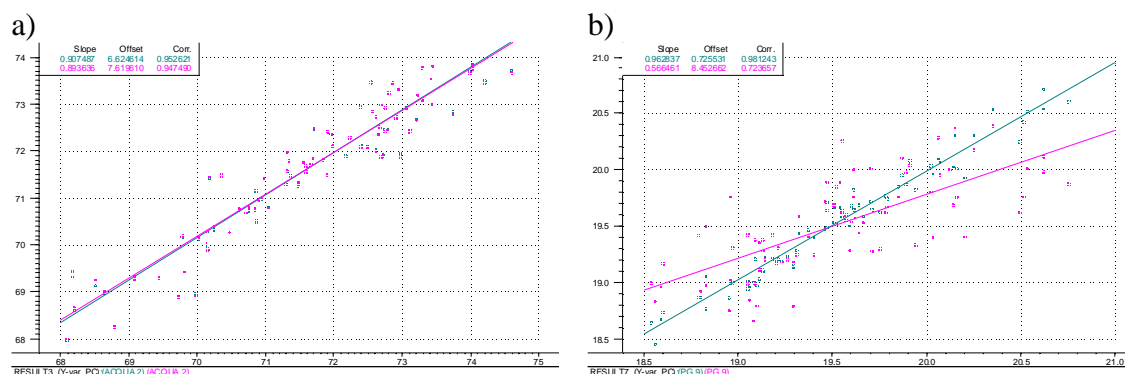 a)
Slope Offset Corr.
0.907487 6.624614 0.952621
0.893636 7.619610 0.947490
74
73
72
71
70
69
68
68 69 70 71 72 73 74 75
RESULT3, (Y-var, PC):(ACQUA,2) (ACQUA,2)
b)
Slope Offset Corr.
0.962837 0.725531 0.981243
0.566461 8.452662 0.723657
21.0
20.5
20.0
19.5
19.0
18.5
18.5 19.0 19.5 20.0 20.5 21.0
RESULT7, (Y-var, PC):(PG,9) (PG,9)